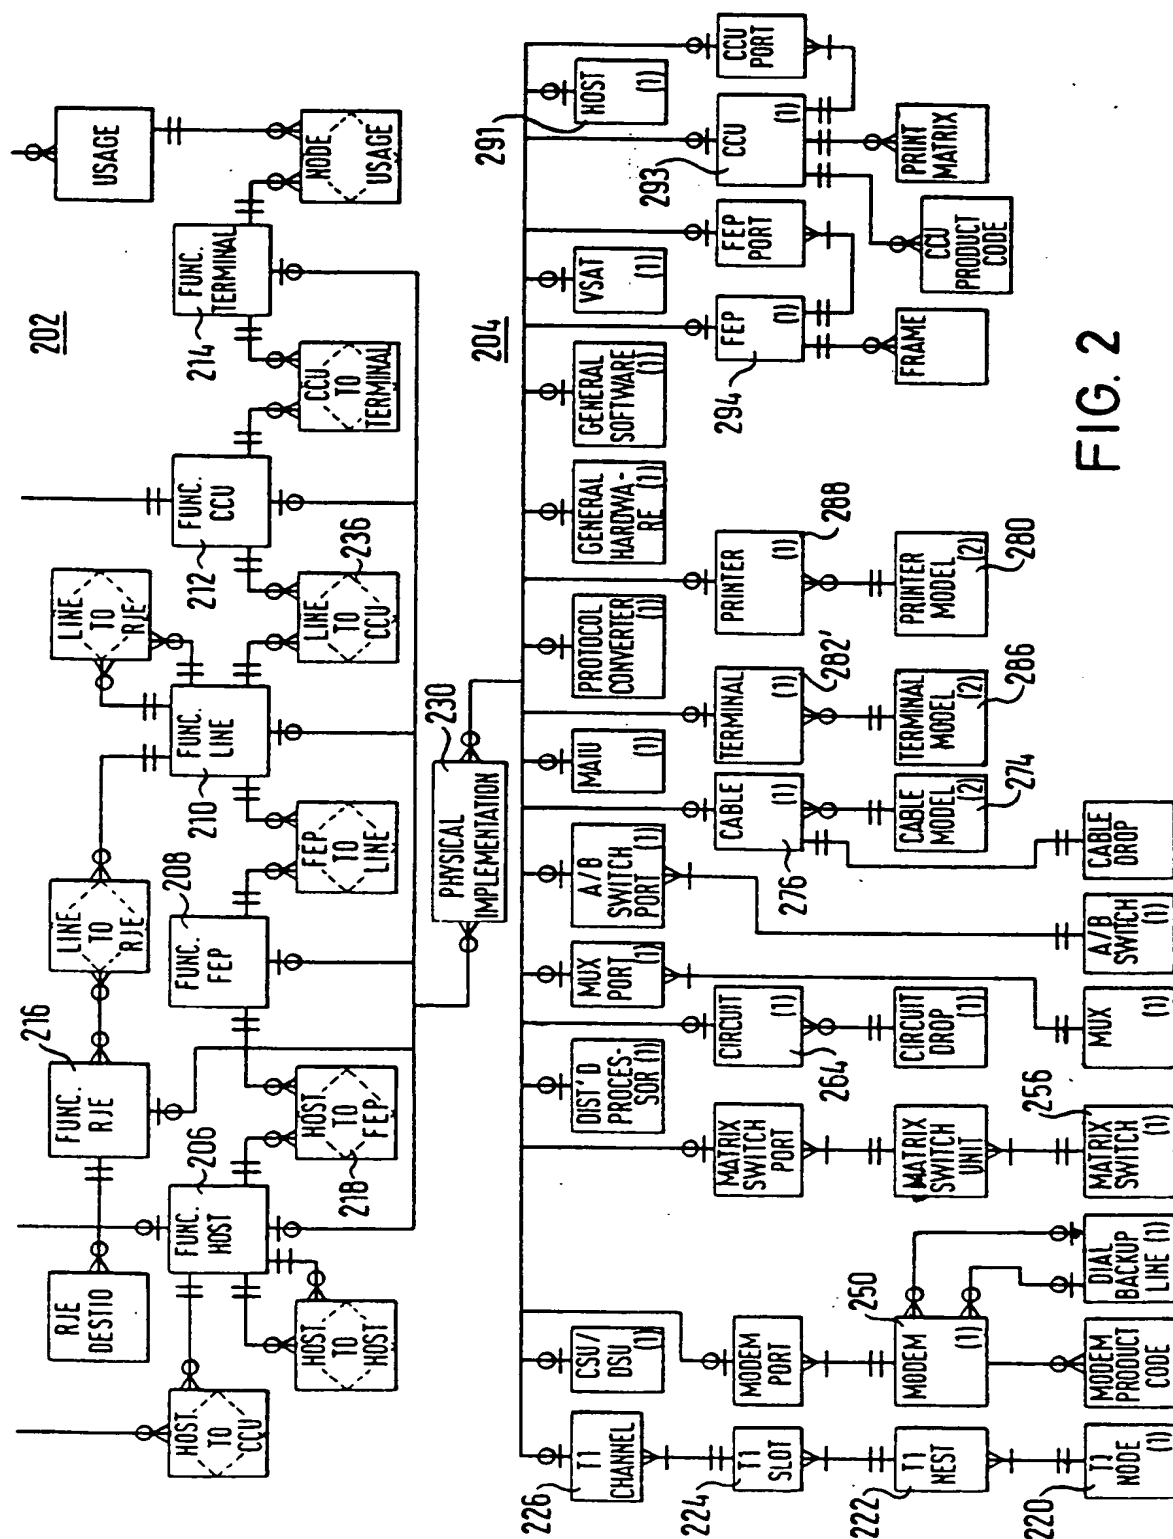 202
USAGE
NODE
USAGE
FUNC.
TERMINAL
214
CCU
TO
TERMINAL
FUNC.
CCU
212
LINE
TO
CCU
236
LINE
TO
RJE
FUNC.
LINE
210
FEP
TO
LINE
LINE
TO
RJE
208
FUNC.
FEP
216
FUNC.
RJE
206
FUNC.
HOST
HOST
TO
FEP
218
RJE
DESTIO
HOST
TO
HOST
HOST
TO
CCU
230
PHYSICAL
IMPLEMENTATION
204
T1
CHANNEL
226
CSU/
DSU
(1)
DIST'D
PROCES-
SOR (1)
MUX
PORT
(1)
A/B
SWITCH
PORT
(1)
MAIU
(1)
PROTOCOL
CONVERTER
(1)
GENERAL
HARDWA-
RE (1)
GENERAL
SOFTWARE
(1)
VSAT
(1)
291
HOST
(1)
T1
SLOT
224
MODEM
PORT
MATRIX
SWITCH
PORT
CIRCUIT
(1)
264
CABLE
(1)
276
TERMINAL
(1)
282'
PRINTER
(1)
288
FEP
(1)
294
FEP
PORT
293
CCU
(1)
CCU
PORT
T1
NEST
222
250
MODEM
(1)
MATRIX
SWITCH
UNIT
CIRCUIT
DROP
(1)
CABLE
MODEL
(2)
274
TERMINAL
MODEL
(2)
286
PRINTER
MODEL
(2)
280
FRAME
CCU
PRODUCT
CODE
PRINT
MATRIX
T1
NODE
(1)
220
MODEM
PRODUCT
CODE
DIAL
BACKUP
LINE (1)
256
MATRIX
SWITCH
(1)
MUX
(1)
A/B
SWITCH
(1)
CABLE
DROP
FIG. 2